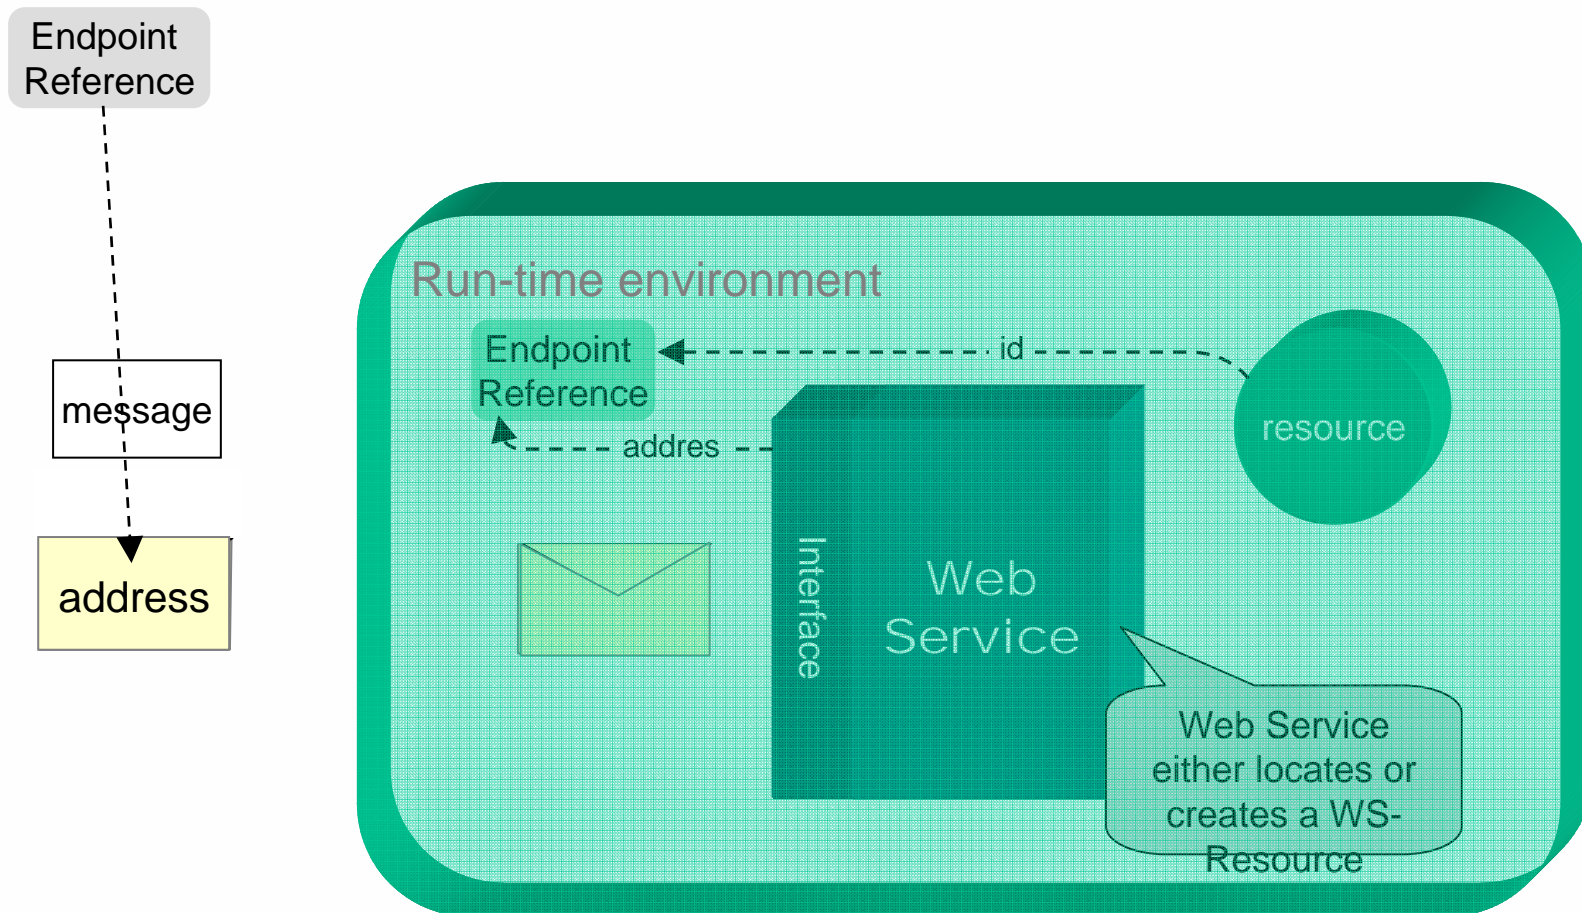 Endpoint
Reference
message
address
Run-time environment
Endpoint
Reference
id
addres
resource
Interface
Web
Service
Web Service
either locates or
creates a WS-
Resource